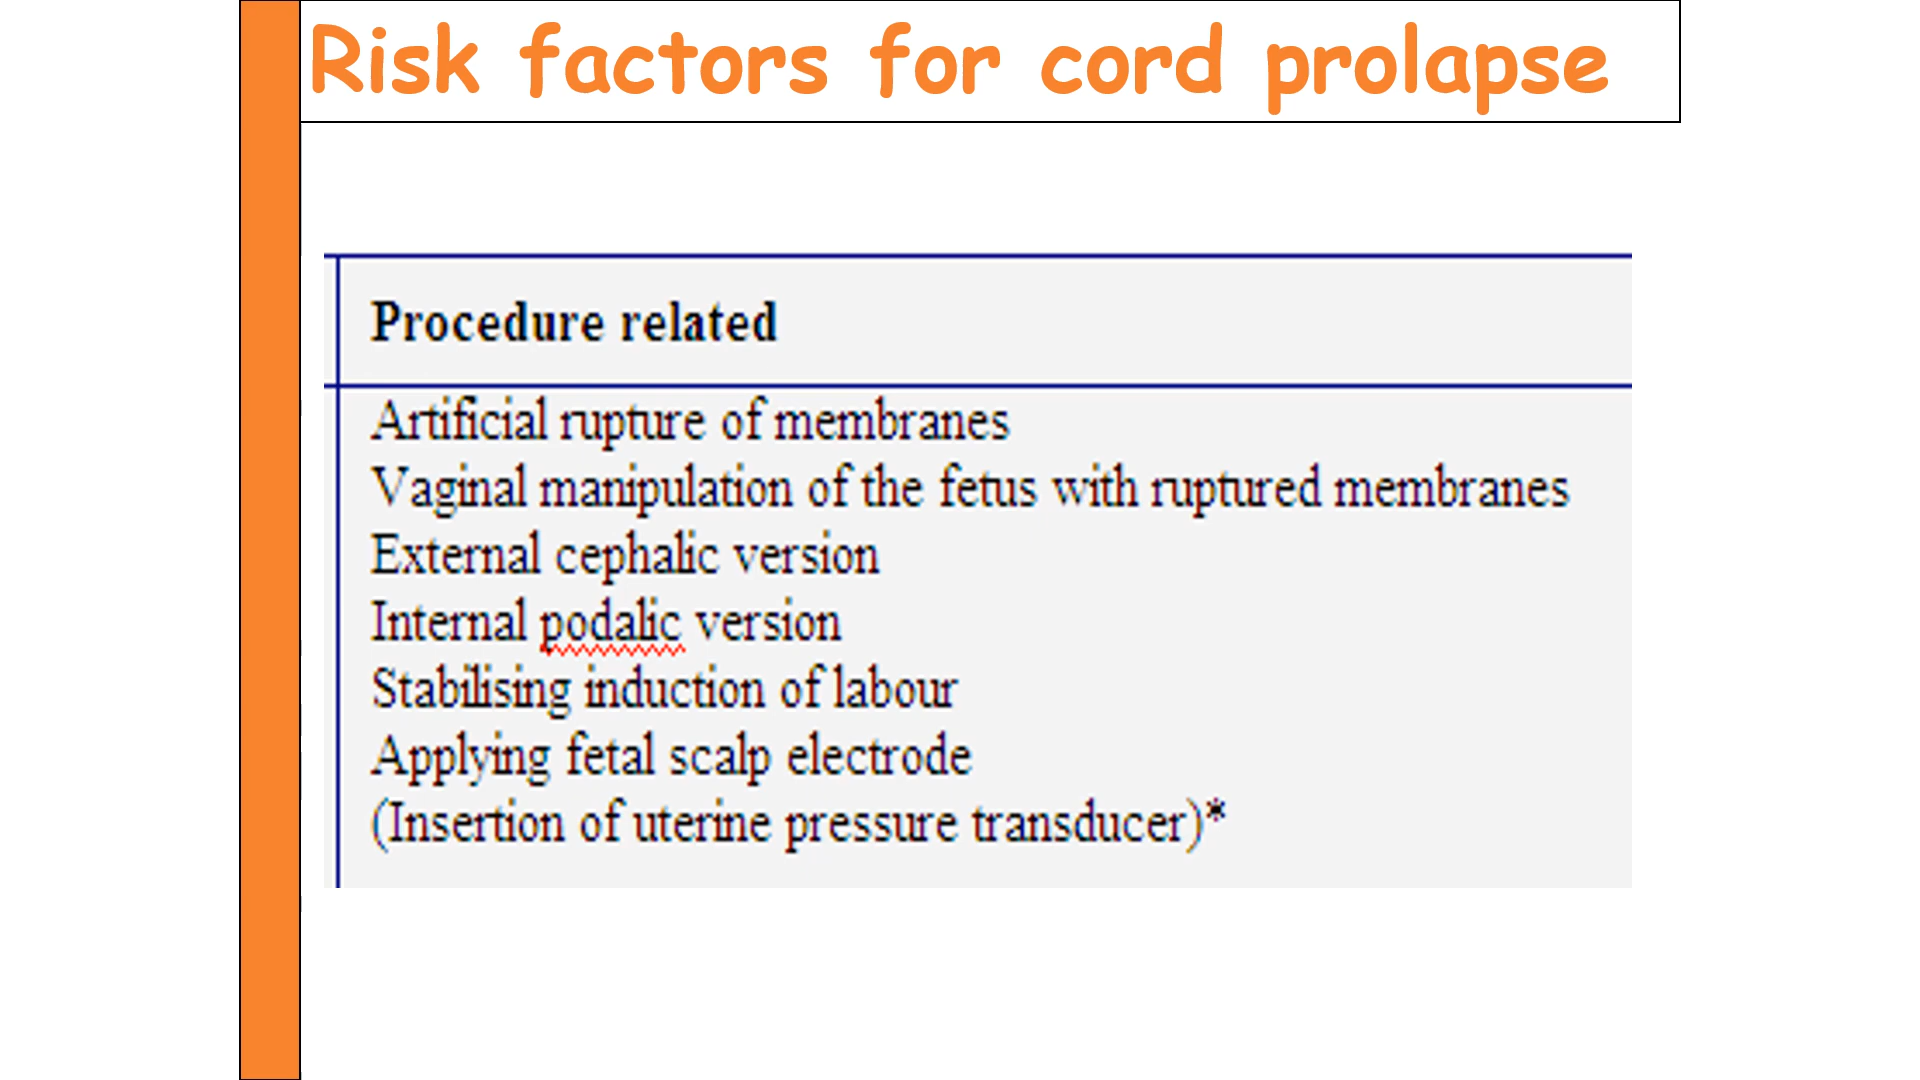 Risk factors for cord prolapse
Procedure related
Artificial rupture of membranes
Vaginal manipulation of the fetus with ruptured membranes
External cephalic version
Internal podalic version
Stabilising induction of labour
Applying fetal scalp electrode
(Insertion of uterine pressure transducer)*